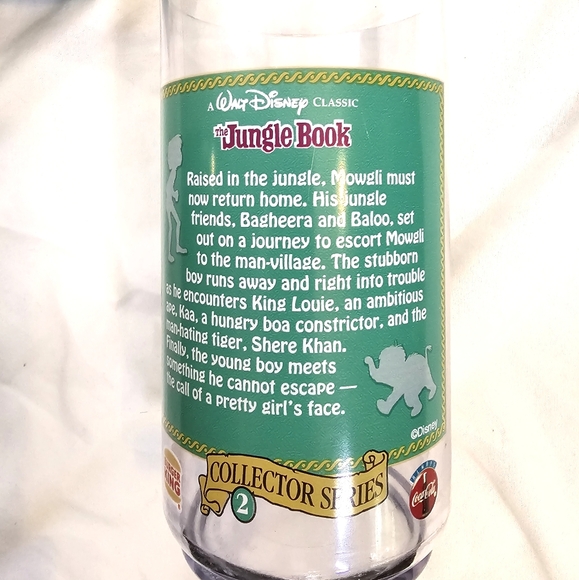 A Walt Disney Classic
The Jungle Book
Raised in the jungle, Mowgli must
now return home. His jungle
friends, Bagheera and Baloo, set
out on a journey to escort Mowgli
to the man-village. The stubborn
boy runs away and right into trouble
as he encounters King Louie, an ambitious
ape, Kaa, a hungry boa constrictor, and the
man-hating tiger, Shere Khan.
Finally, the young boy meets
something he cannot escape —
the call of a pretty girl's face.
©Disney
BURGER KING
COLLECTOR SERIES
2
ALWAYS
Coca-Cola